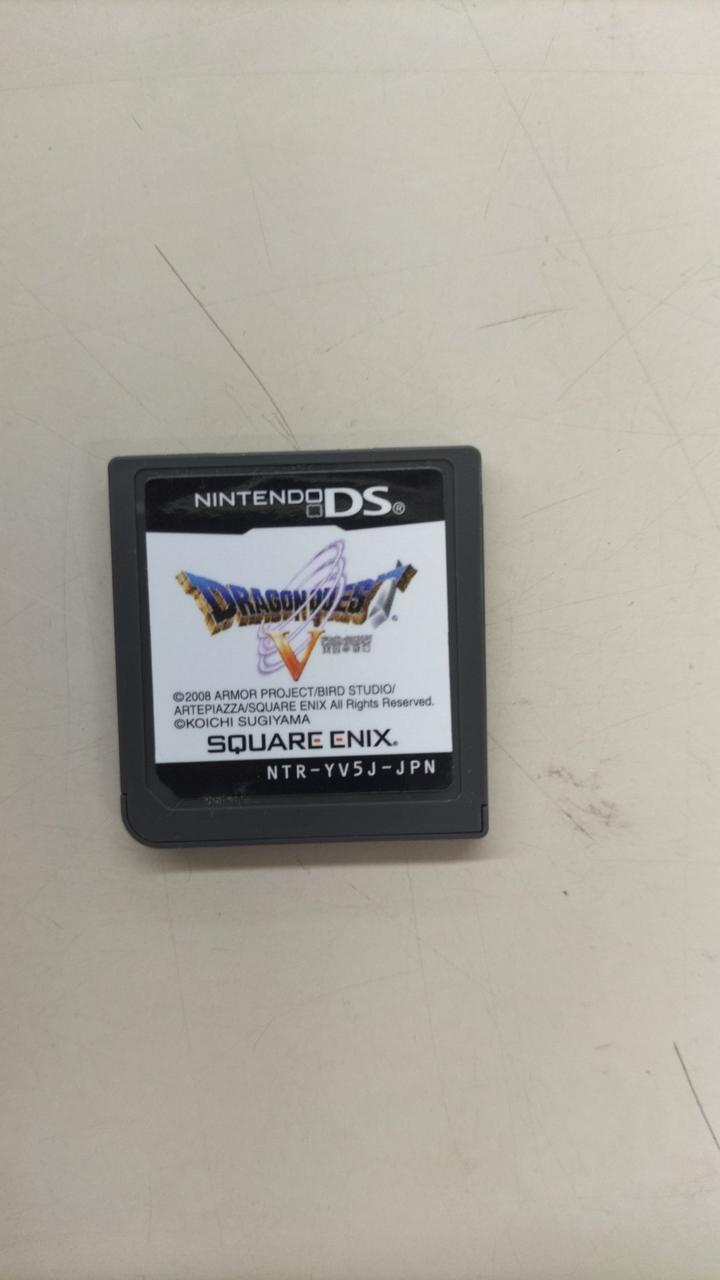 NINTENDO DS®
DRAGON QUEST®
V
©2008 ARMOR PROJECT/BIRD STUDIO/
ARTEPIAZZA/SQUARE ENIX All Rights Reserved.
©KOICHI SUGIYAMA
SQUARE ENIX®
NTR-YV5J-JPN